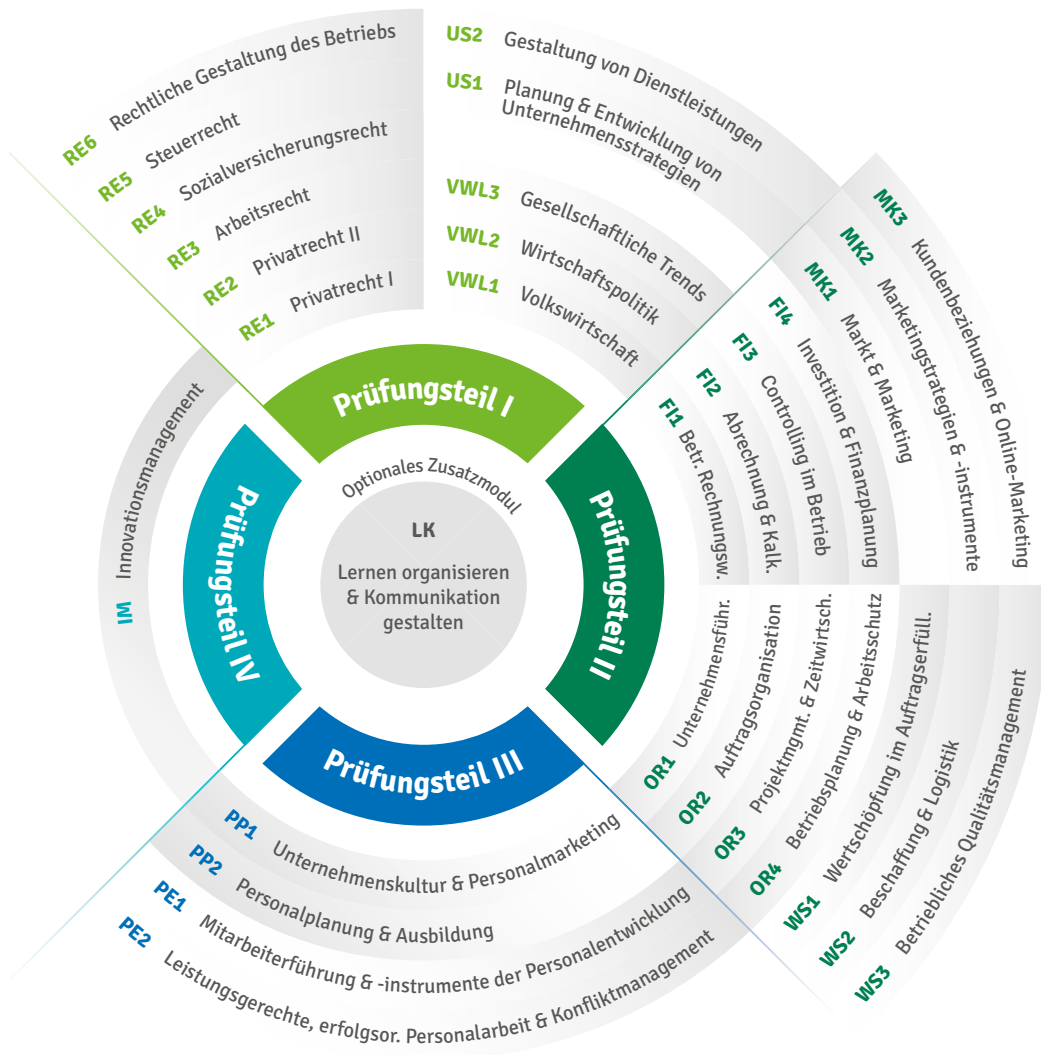 RE6 Rechtliche Gestaltung des Betriebs
RE5 Steuerrecht
RE4 Sozialversicherungsrecht
RE3 Arbeitsrecht
RE2 Privatrecht II
RE1 Privatrecht I
US2 Gestaltung von Dienstleistungen
US1 Planung & Entwicklung von
Unternehmensstrategien
VWL3 Gesellschaftliche Trends
VWL2 Wirtschaftspolitik
VWL1 Volkswirtschaft
Prüfungsteil I
MK3 Kundenbeziehungen & Online-Marketing
MK2 Marketingstrategien & -instrumente
MK1 Markt & Marketing
FI4 Investition & Finanzplanung
FI3 Controlling im Betrieb
FI2 Abrechnung & Kalk.
FI1 Betr. Rechnungsw.
Prüfungsteil II
OR1 Unternehmensführ.
OR2 Auftragsorganisation
OR3 Projektmgmt. & Zeitwirtsch.
OR4 Betriebsplanung & Arbeitsschutz
WS1 Wertschöpfung im Auftragserfüll.
WS2 Beschaffung & Logistik
WS3 Betriebliches Qualitätsmanagement
Prüfungsteil III
PP1 Unternehmenskultur & Personalmarketing
PP2 Personalplanung & Ausbildung
PE1 Mitarbeiterführung & -instrumente der Personalentwicklung
PE2 Leistungsgerechte, erfolgsor. Personalarbeit & Konfliktmanagement
Prüfungsteil IV
WI Innovationsmanagement
Optionales Zusatzmodul
LK
Lernen organisieren
& Kommunikation
gestalten